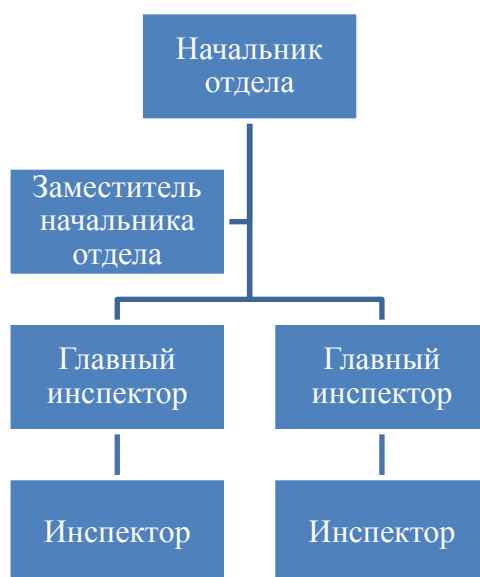 Начальник
отдела
Заместитель
начальника
отдела
Главный
инспектор
Главный
инспектор
Инспектор
Инспектор